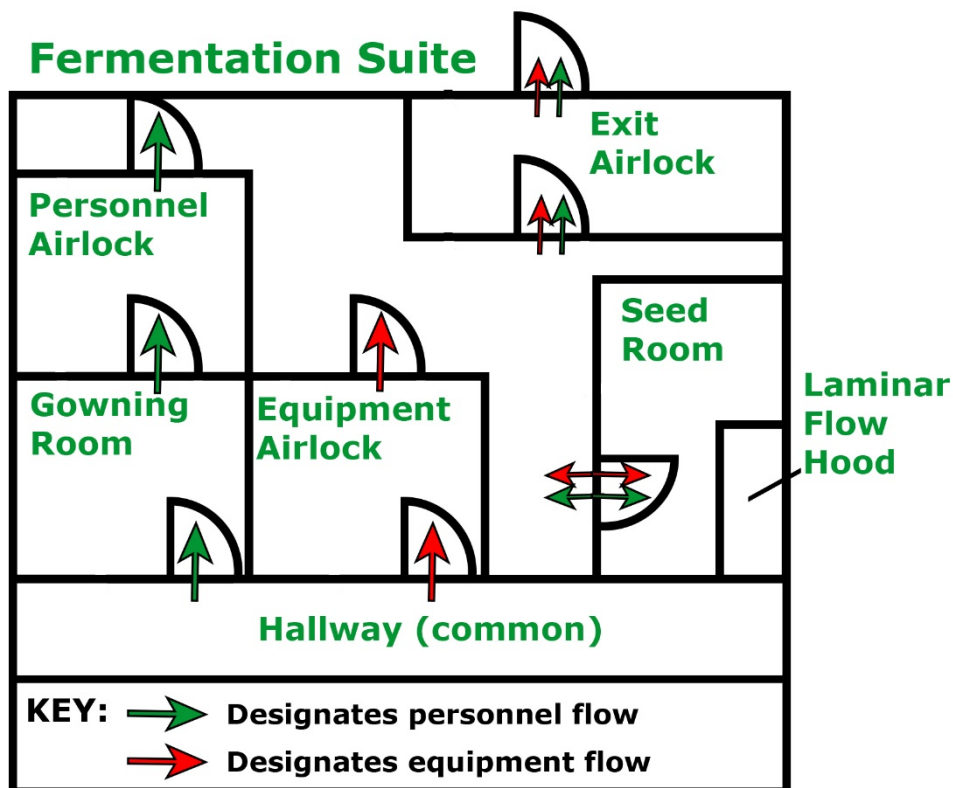 Fermentation Suite
Exit
Airlock
Personnel
Airlock
Seed
Room
Laminar
Flow
Hood
Gowning
Room
Equipment
Airlock
Hallway (common)
KEY: Designates personnel flow
Designates equipment flow